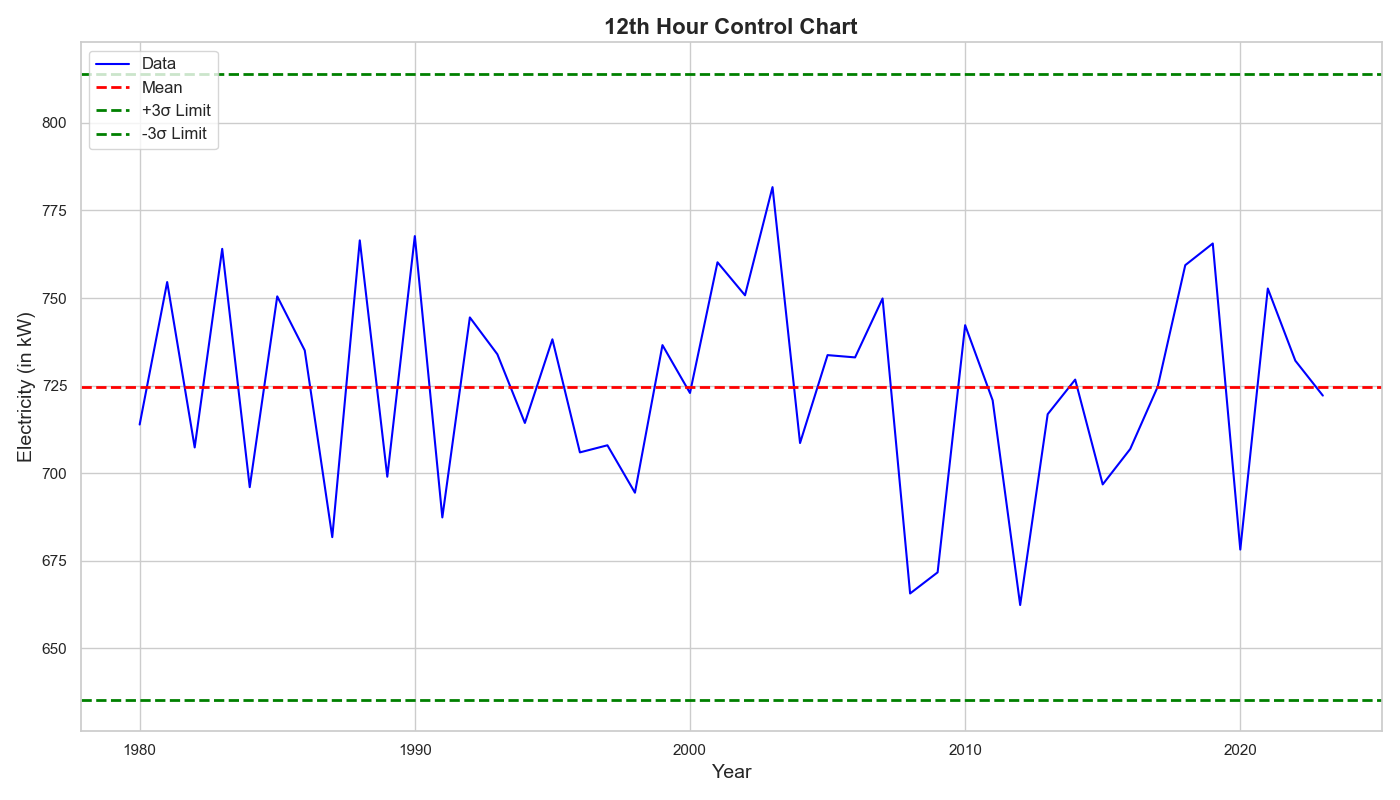 12th Hour Control Chart
Data
Mean
+3σ Limit
-3σ Limit
800
775
750
725
700
675
650
Electricity (in kW)
1980
1990
2000
2010
2020
Year